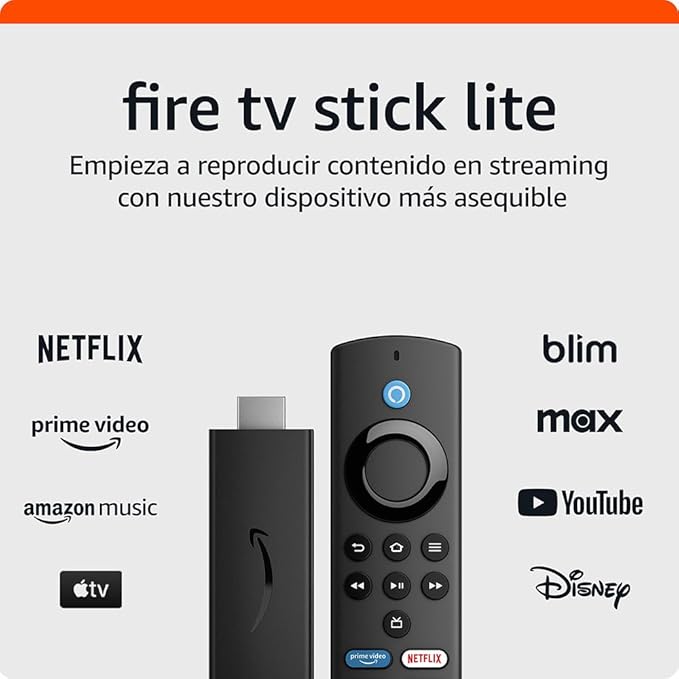 fire tv stick lite
Empieza a reproducir contenido en streaming
con nuestro dispositivo más asequible
NETFLIX
prime video
amazon music
tv
blim
max
YouTube
Disney
prime video
NETFLIX